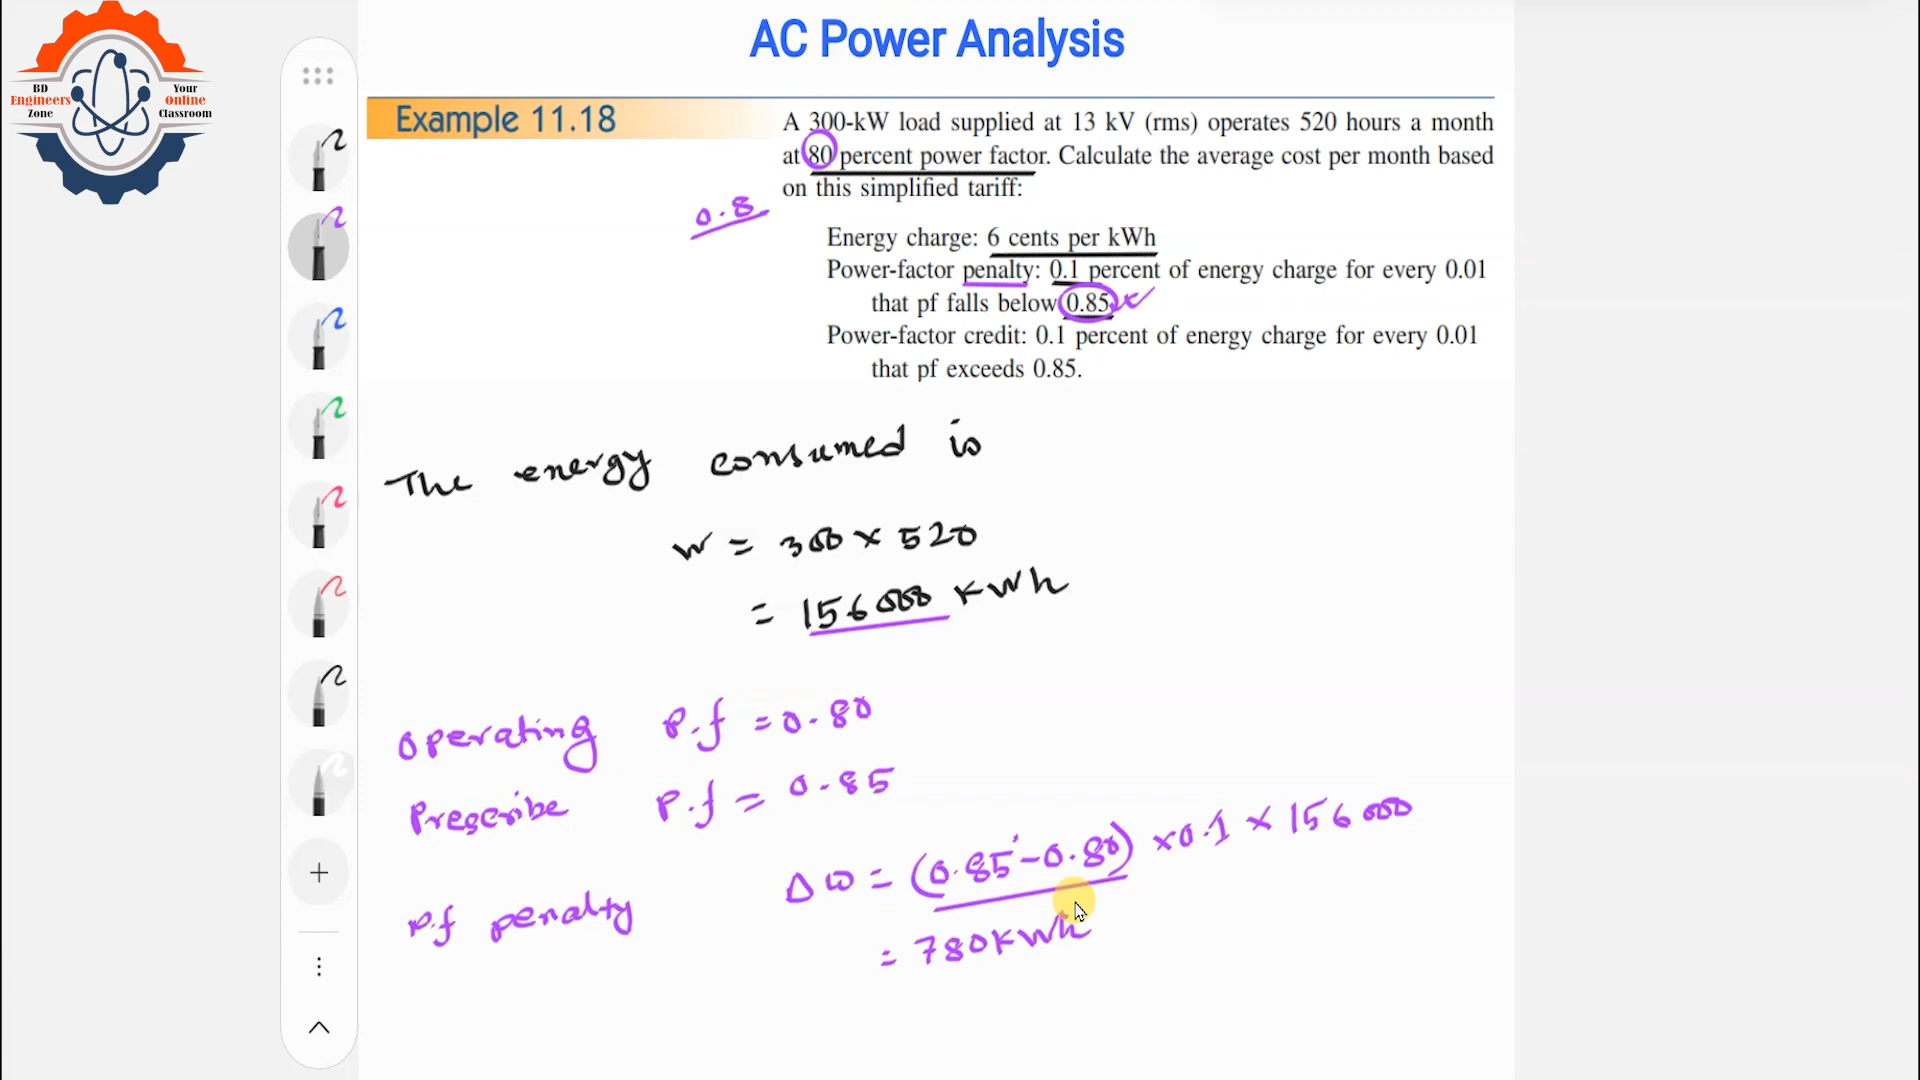 AC Power Analysis
BD Engineers Zone
Your Online Classroom
Example 11.18
A 300-kW load supplied at 13 kV (rms) operates 520 hours a month
at 80 percent power factor. Calculate the average cost per month based
on this simplified tariff:
0.8
Energy charge: 6 cents per kWh
Power-factor penalty: 0.1 percent of energy charge for every 0.01
that pf falls below 0.85
Power-factor credit: 0.1 percent of energy charge for every 0.01
that pf exceeds 0.85.
The energy consumed is
W = 300 × 520
= 156000 KWh
Operating P.f = 0.80
Prescribe P.f = 0.85
P.f penalty Δω = (0.85 - 0.80) × 0.1 × 156000
= 780 KWh